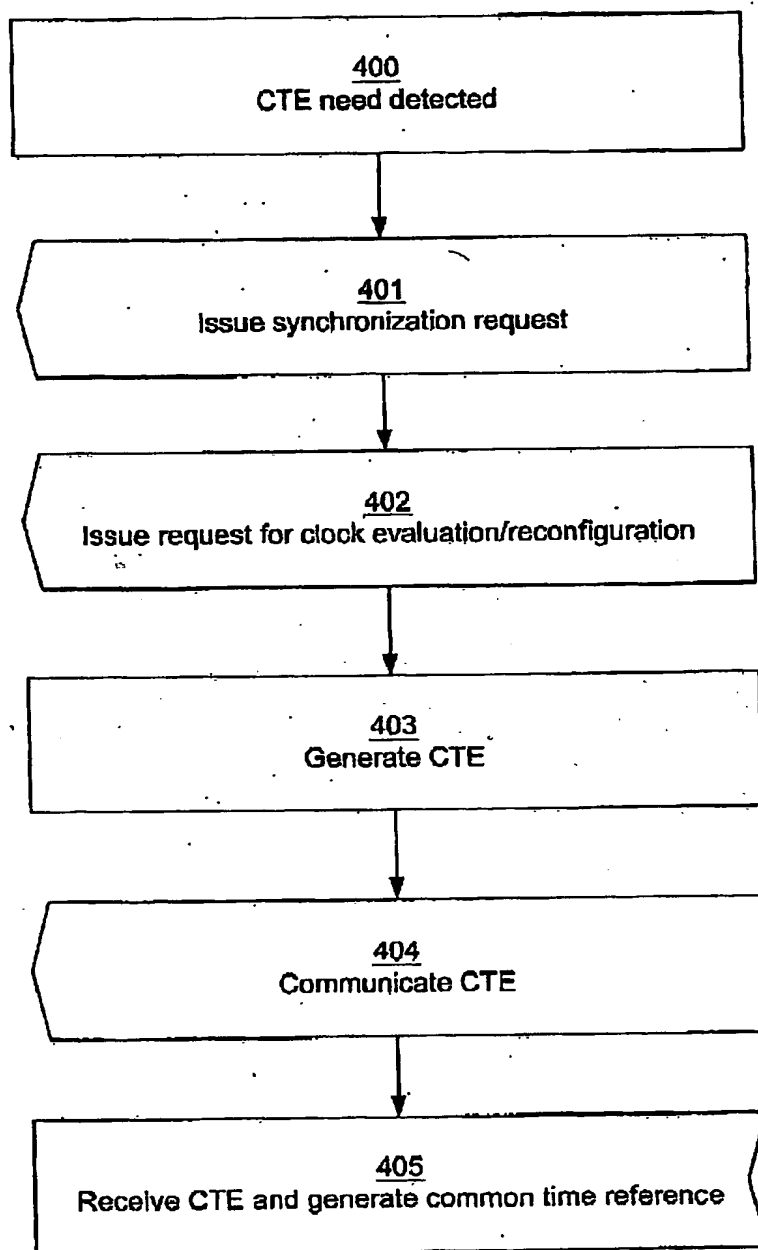 400
CTE need detected
401
Issue synchronization request
402
Issue request for clock evaluation/reconfiguration
403
Generate CTE
404
Communicate CTE
405
Receive CTE and generate common time reference